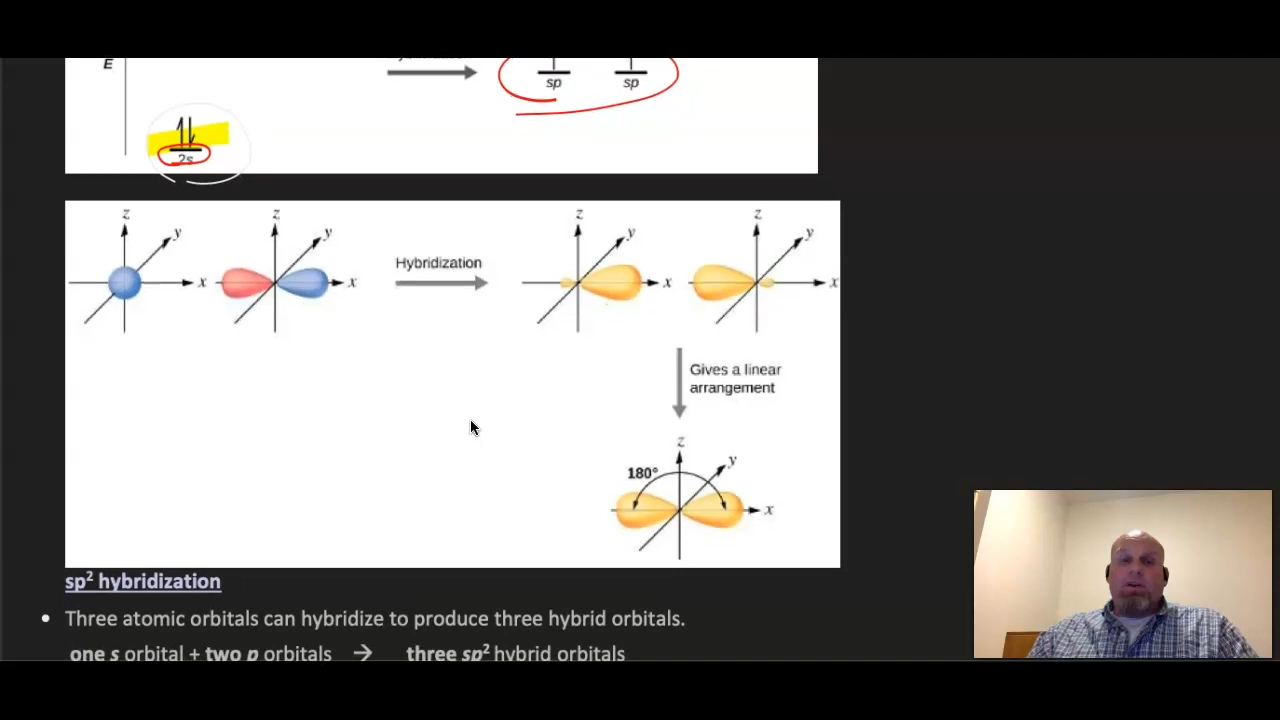 E
sp sp
2s
z y x z y x
Hybridization
z y x z y x
Gives a linear
arrangement
180°
z y x
sp² hybridization
• Three atomic orbitals can hybridize to produce three hybrid orbitals.
one s orbital + two p orbitals → three sp² hybrid orbitals